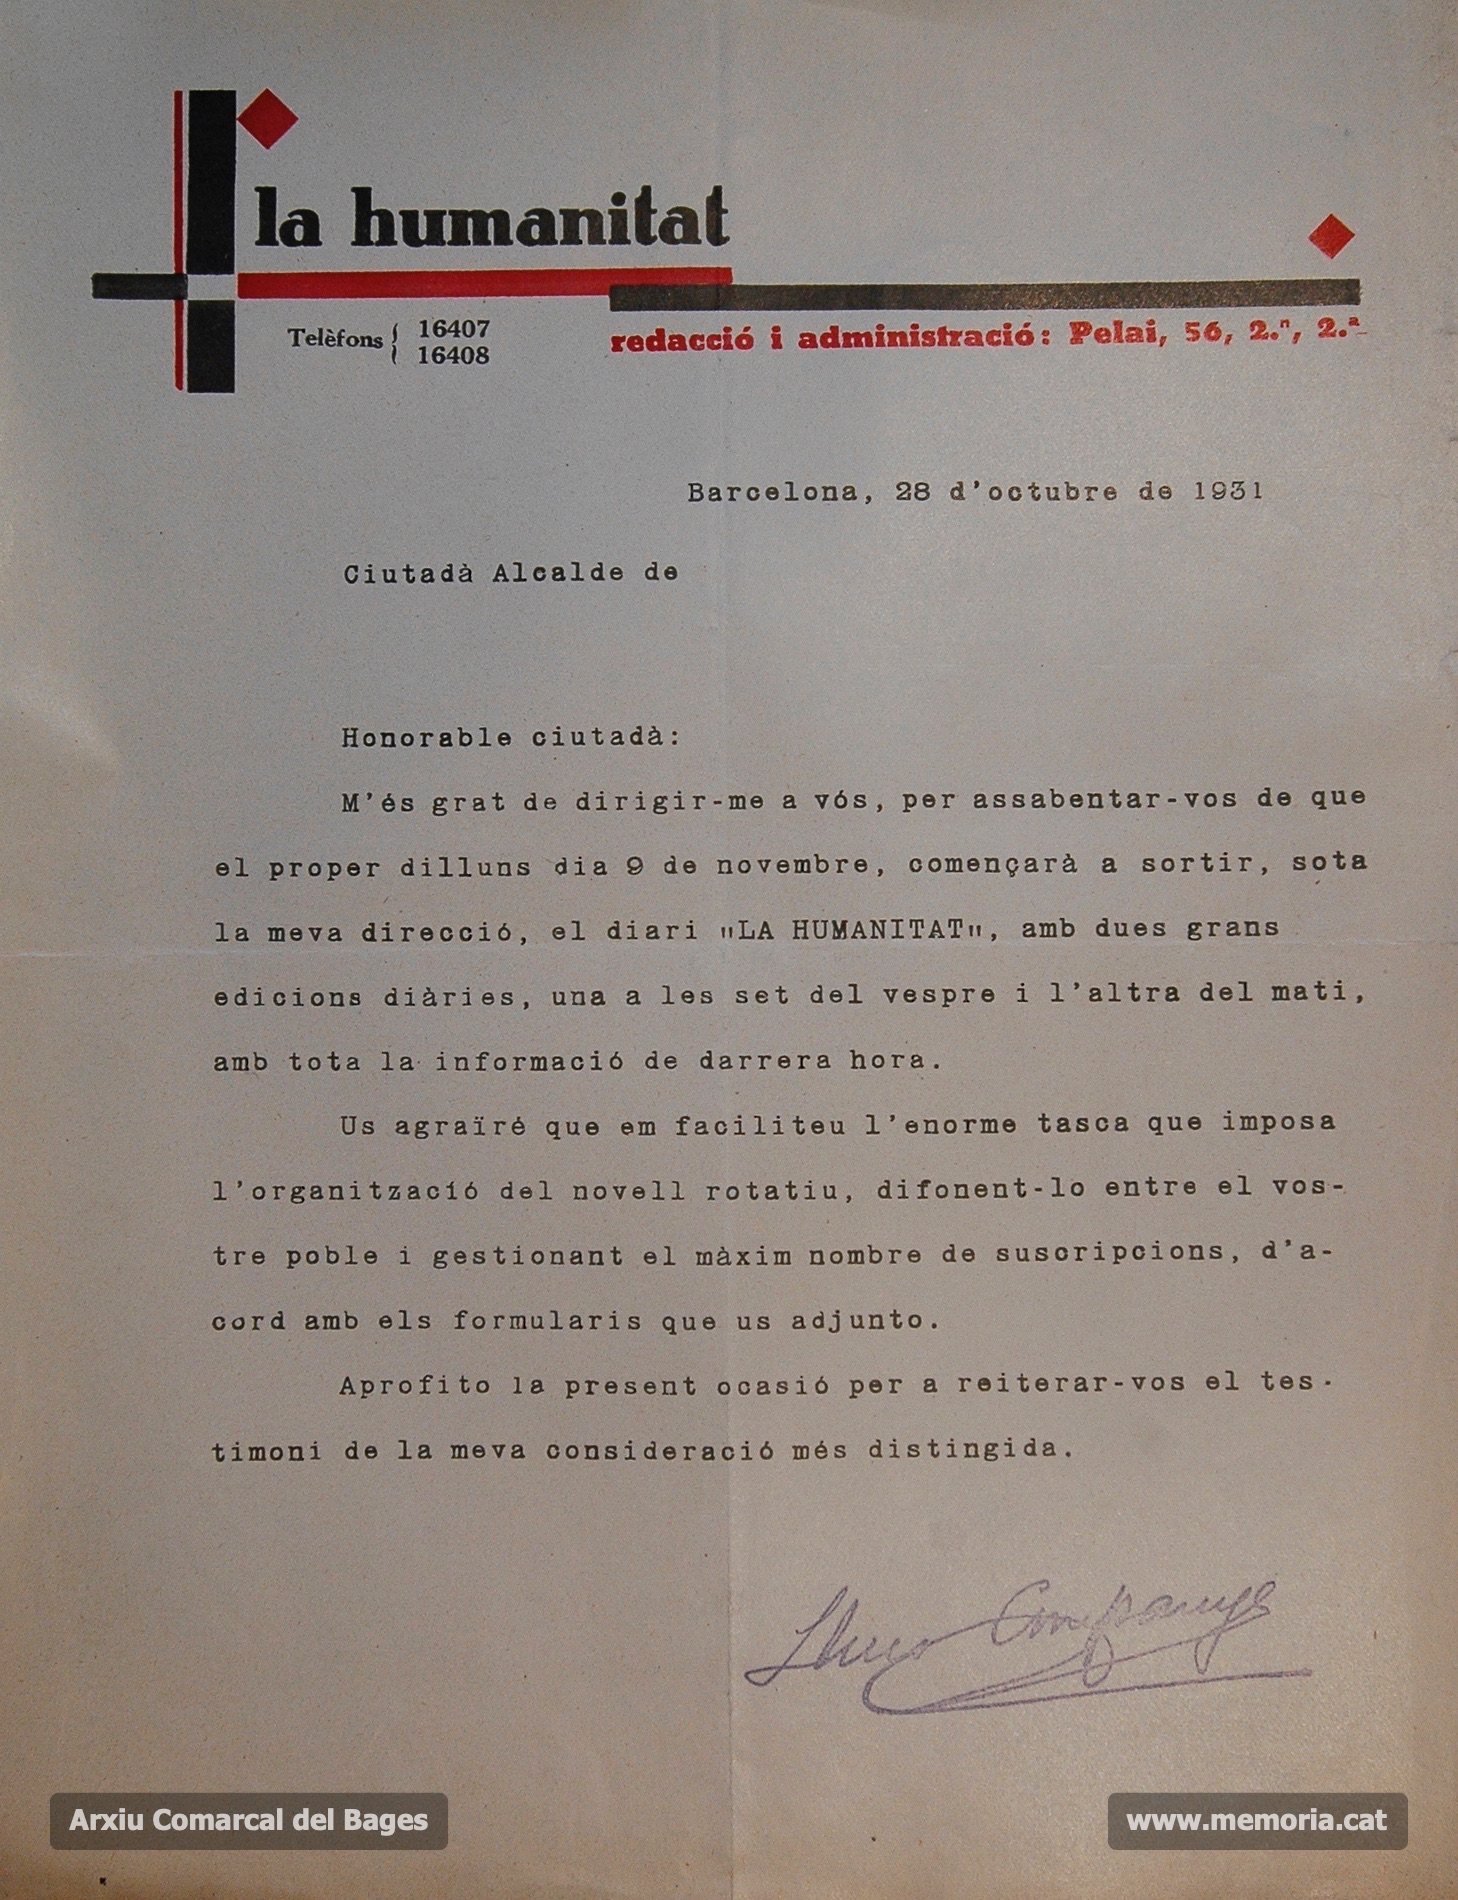 la humanitat
Telèfons { 16407
16408
redacció i administració: Pelai, 56, 2.ⁿ, 2.ª
Barcelona, 28 d'octubre de 1931
Ciutadà Alcalde de
Honorable ciutadà:
M'és grat de dirigir-me a vós, per assabentar-vos de que
el proper dilluns dia 9 de novembre, començarà a sortir, sota
la meva direcció, el diari "LA HUMANITAT", amb dues grans
edicions diàries, una a les set del vespre i l'altra del mati,
amb tota la informació de darrera hora.
Us agraïré que em faciliteu l'enorme tasca que imposa
l'organització del novell rotatiu, difonent-lo entre el vos-
tre poble i gestionant el màxim nombre de suscripcions, d'a-
cord amb els formularis que us adjunto.
Aprofito la present ocasió per a reiterar-vos el tes-
timoni de la meva consideració més distingida.
Lluís Companys
Arxiu Comarcal del Bages
www.memoria.cat